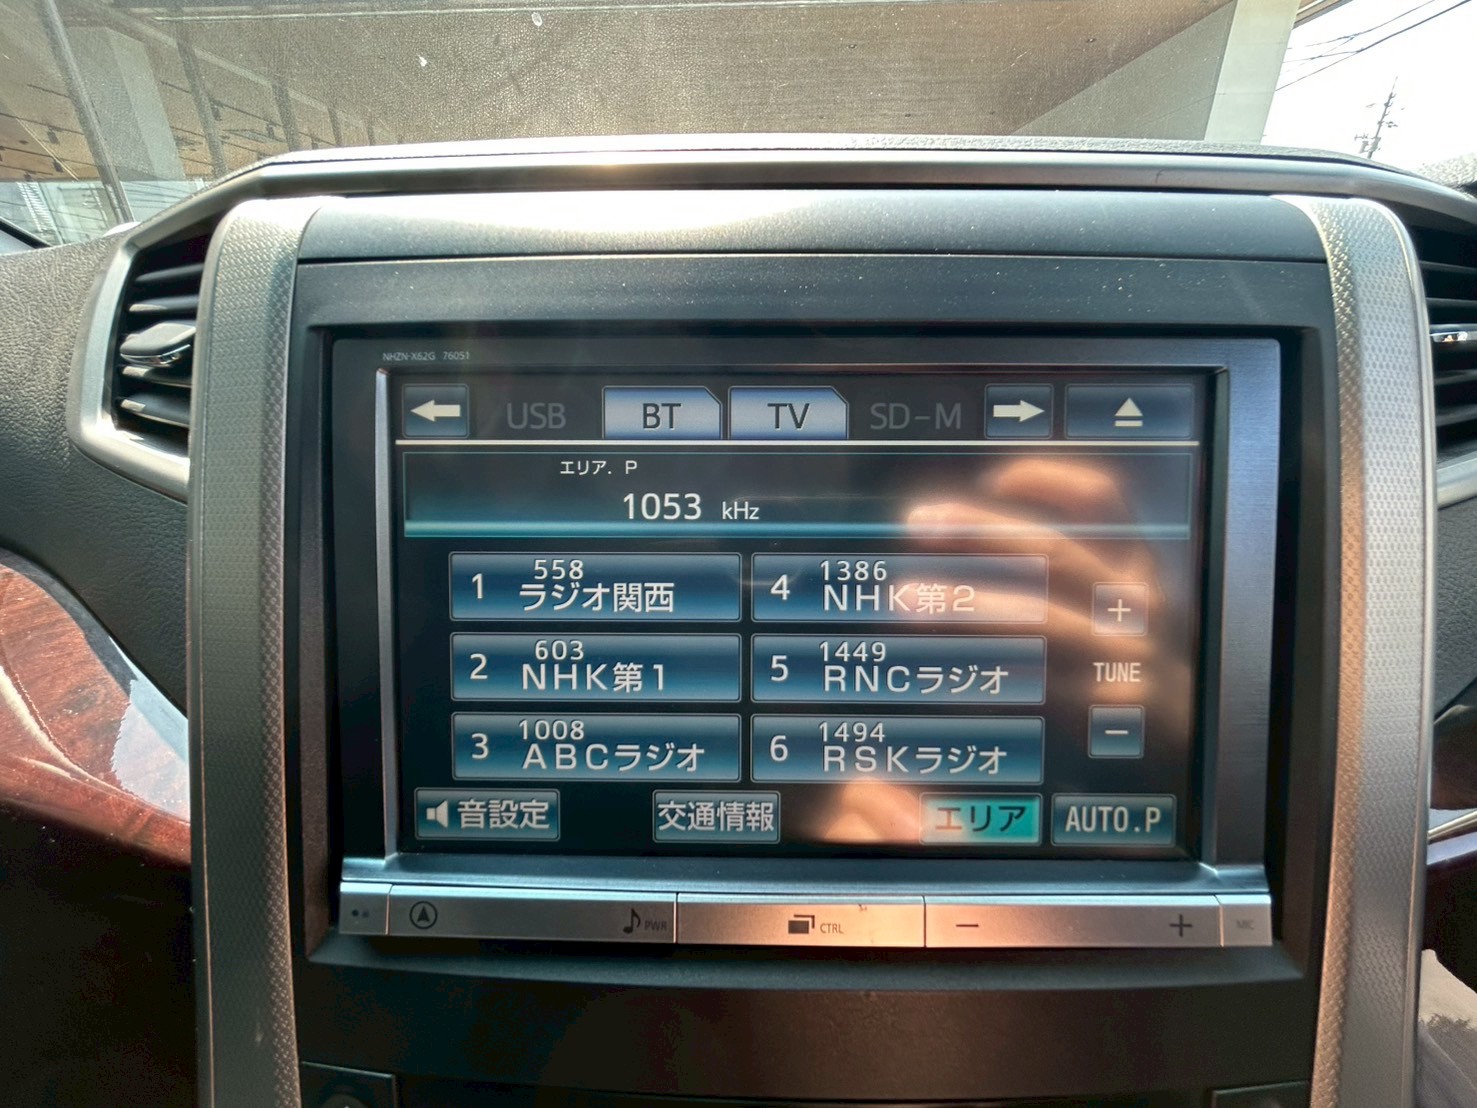 NHZN-X62G 76051
USB BT TV SD-M
エリア. P
1053 kHz
1 558 ラジオ関西
2 603 NHK第1
3 1008 ABCラジオ
4 1386 NHK第2
5 1449 RNCラジオ
6 1494 RSKラジオ
+
TUNE
−
音設定 交通情報 エリア AUTO.P
PWR CTRL − + MIC